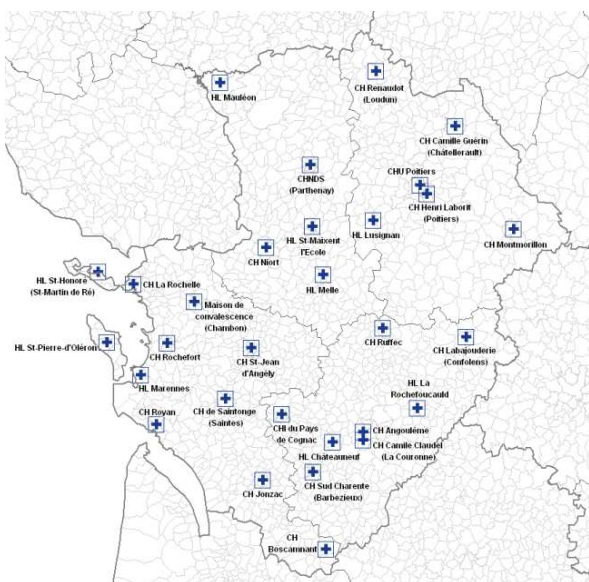 CH Renaudot
(Loudun)
HL Mauléon
CH Camille Guérin
(Châtellerault)
CHNDS
(Parthenay)
CHU Poitiers
CH Henri Laborit
(Poitiers)
HL St-Maixent
l'Ecole
HL Lusignan
CH Montmorillon
CH Niort
HL Melle
HL St-Honoré
(St-Martin de Ré)
CH La Rochelle
Maison de
convalescence
(Chambon)
HL St-Pierre-d'Oléron
CH Rochefort
CH St-Jean
d'Angély
CH Ruffec
CH Labajouderie
(Confolens)
HL Marennes
HL La
Rochefoucauld
CH Royan
CH de Saintonge
(Saintes)
CHI du Pays
de Cognac
CH Angoulême
HL Châteauneuf
CH Camile Claudel
(La Couronne)
CH Jonzac
CH Sud Charente
(Barbezieux)
CH
Boscamnant